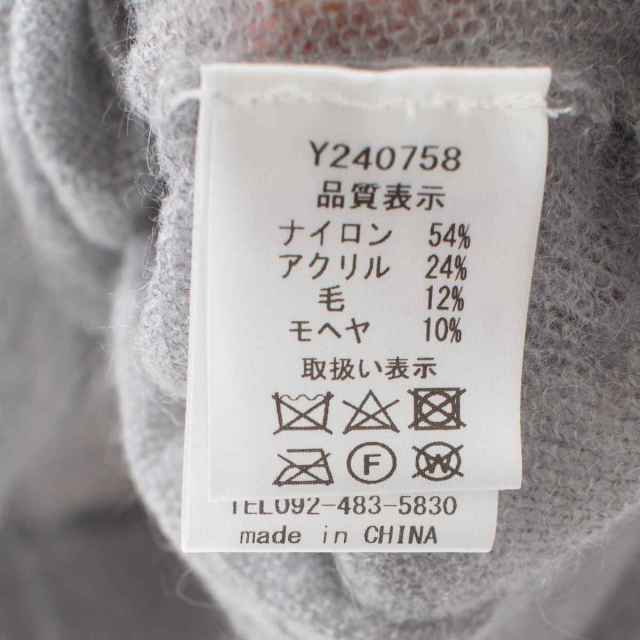 Y240758
品質表示
ナイロン 54%
アクリル 24%
毛 12%
モヘヤ 10%
取扱い表示
F W
TEL092-483-5830
made in CHINA